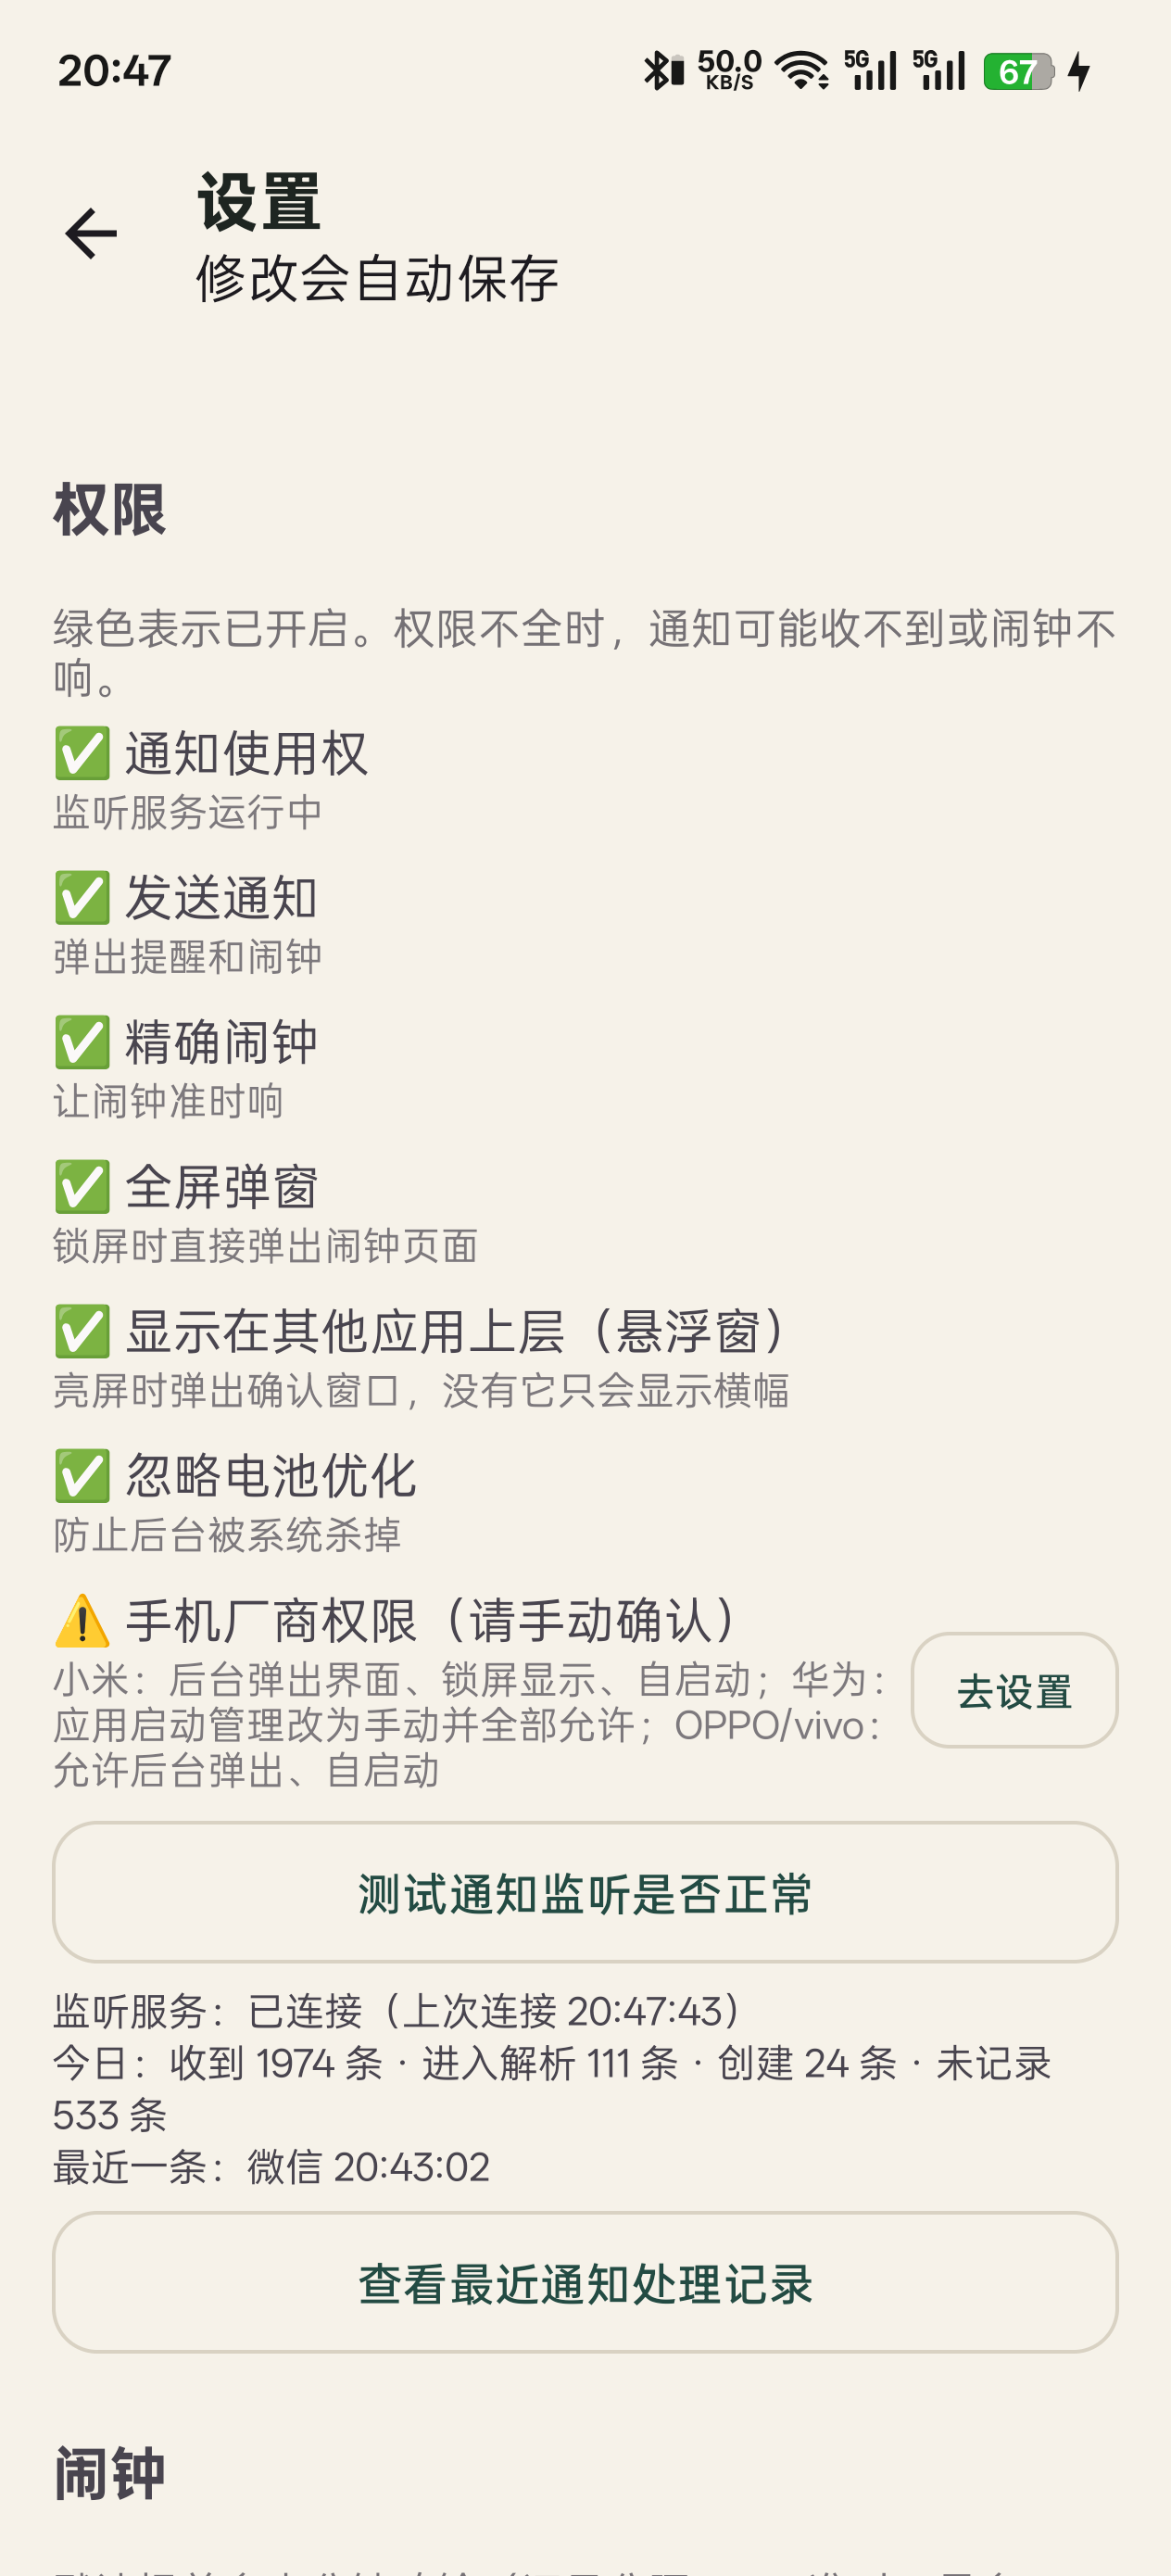 20:47
50.0 KB/S 5G 5G 67
设置
修改会自动保存
权限
绿色表示已开启。权限不全时，通知可能收不到或闹钟不
响。
✅ 通知使用权
监听服务运行中
✅ 发送通知
弹出提醒和闹钟
✅ 精确闹钟
让闹钟准时响
✅ 全屏弹窗
锁屏时直接弹出闹钟页面
✅ 显示在其他应用上层（悬浮窗）
亮屏时弹出确认窗口，没有它只会显示横幅
✅ 忽略电池优化
防止后台被系统杀掉
⚠️ 手机厂商权限（请手动确认）
小米：后台弹出界面、锁屏显示、自启动；华为：
应用启动管理改为手动并全部允许；OPPO/vivo：
允许后台弹出、自启动
去设置
测试通知监听是否正常
监听服务：已连接（上次连接 20:47:43）
今日：收到 1974 条 · 进入解析 111 条 · 创建 24 条 · 未记录
533 条
最近一条：微信 20:43:02
查看最近通知处理记录
闹钟